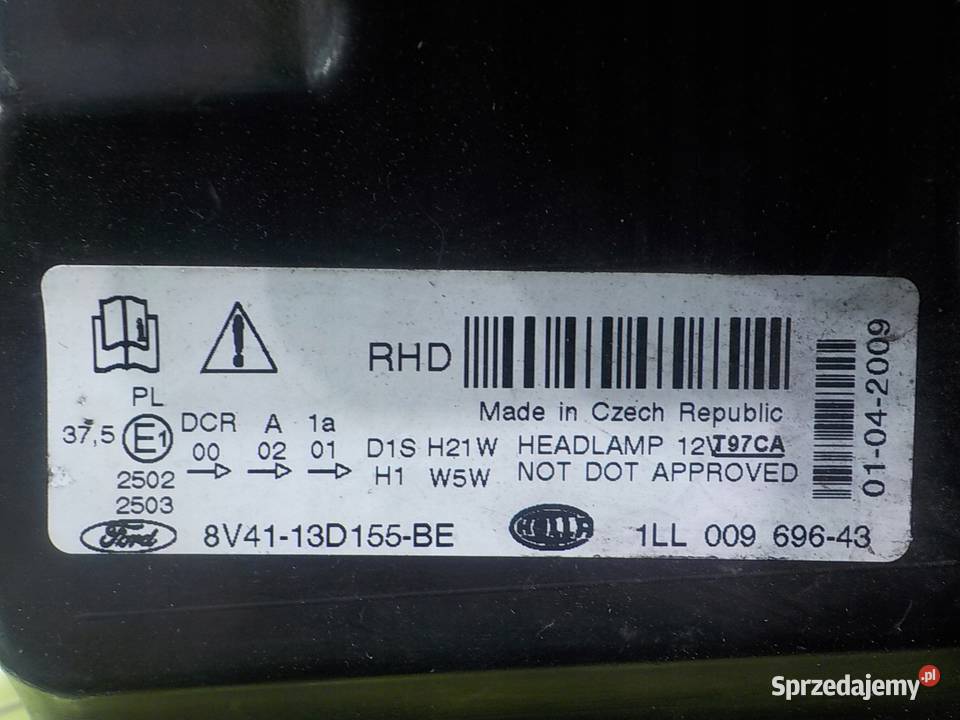 RHD
Made in Czech Republic
PL
37,5 E1 DCR A 1a D1S H21W HEADLAMP 12V T97CA
00 02 01 H1 W5W NOT DOT APPROVED
2502
2503
Ford 8V41-13D155-BE HELLA 1LL 009 696-43
01-04-2009
Sprzedajemy.pl